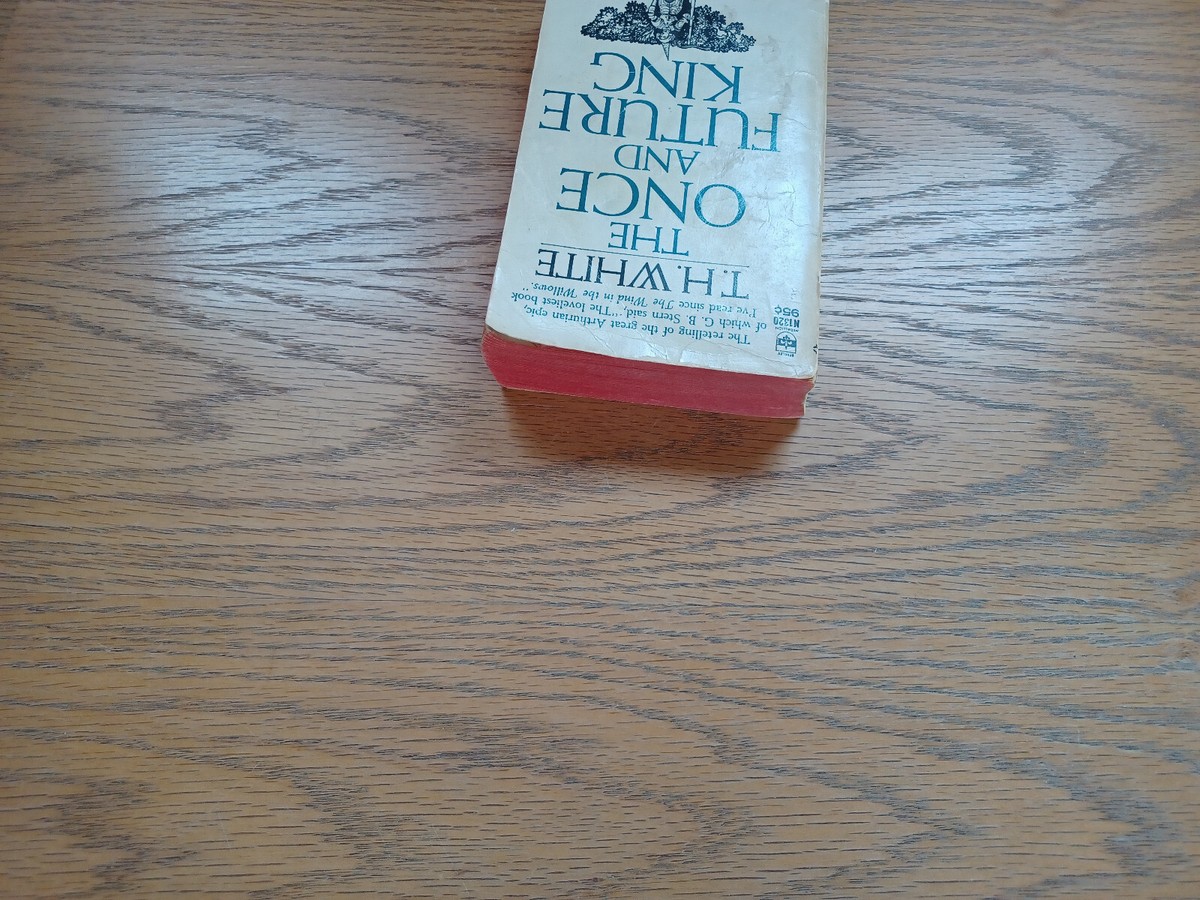 N1320
95¢
The retelling of the great Arthurian epic,
of which G. B. Stern said, "The loveliest book
I've read since The Wind in the Willows."
T.H.WHITE
THE
ONCE
AND
FUTURE
KING